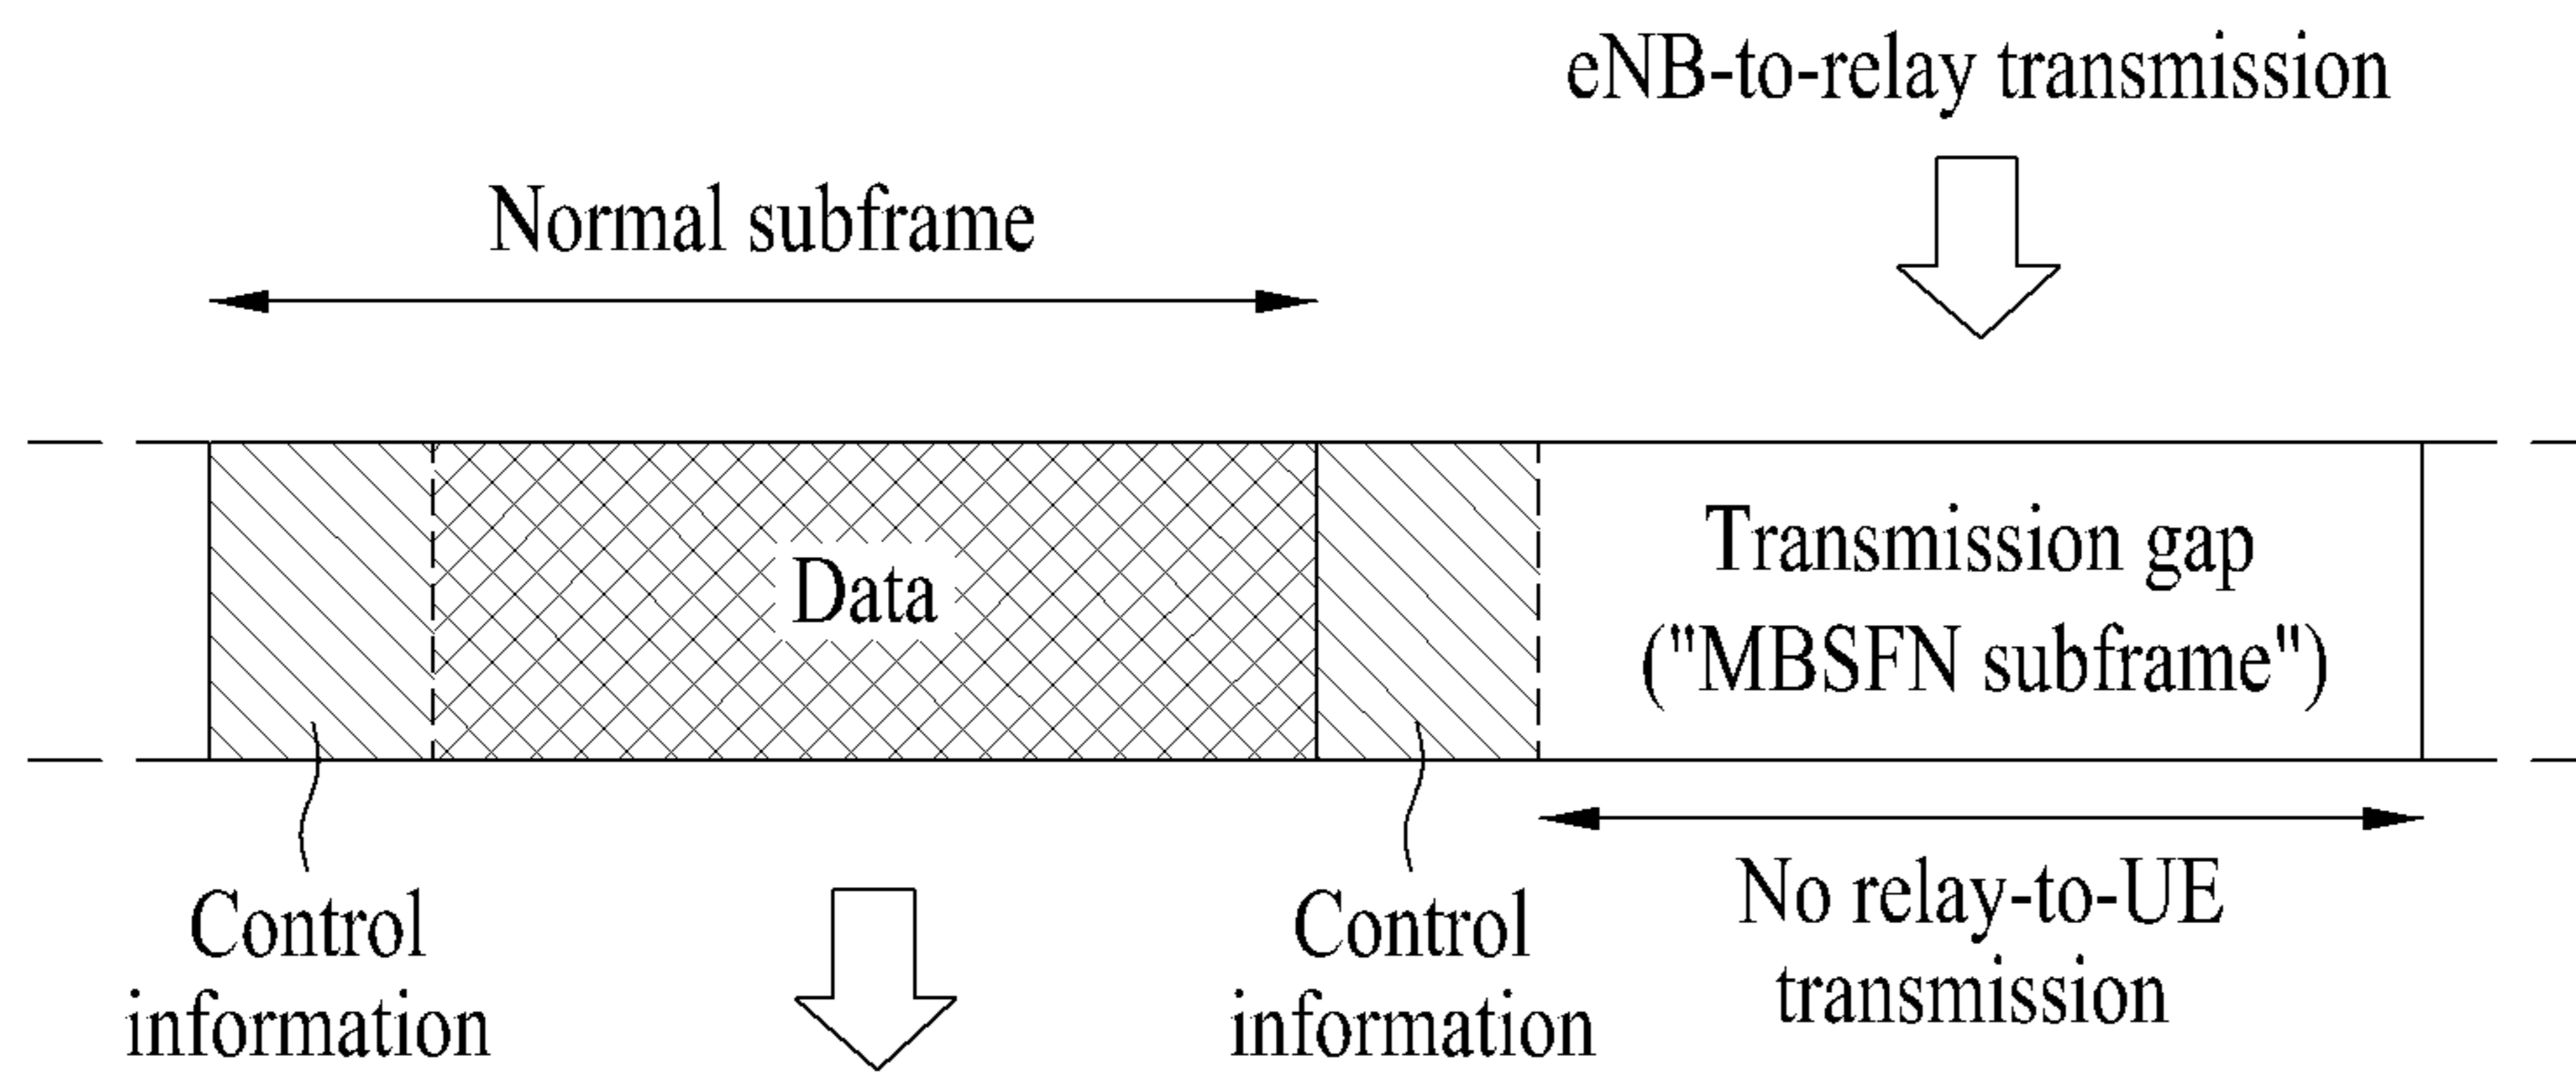 eNB-to-relay transmission
Normal subframe
Data
Transmission gap
("MBSFN subframe")
Control
information
Control
information
No relay-to-UE
transmission